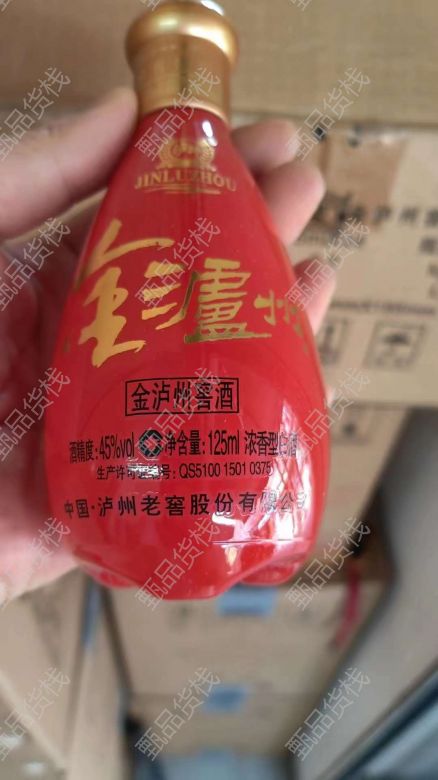 JINLUZHOU
金泸州
金泸州窖酒
酒精度:45%vol 净含量:125ml 浓香型白酒
生产许可证编号:QS5100 1501 0375
中国·泸州老窖股份有限公
甄品货栈